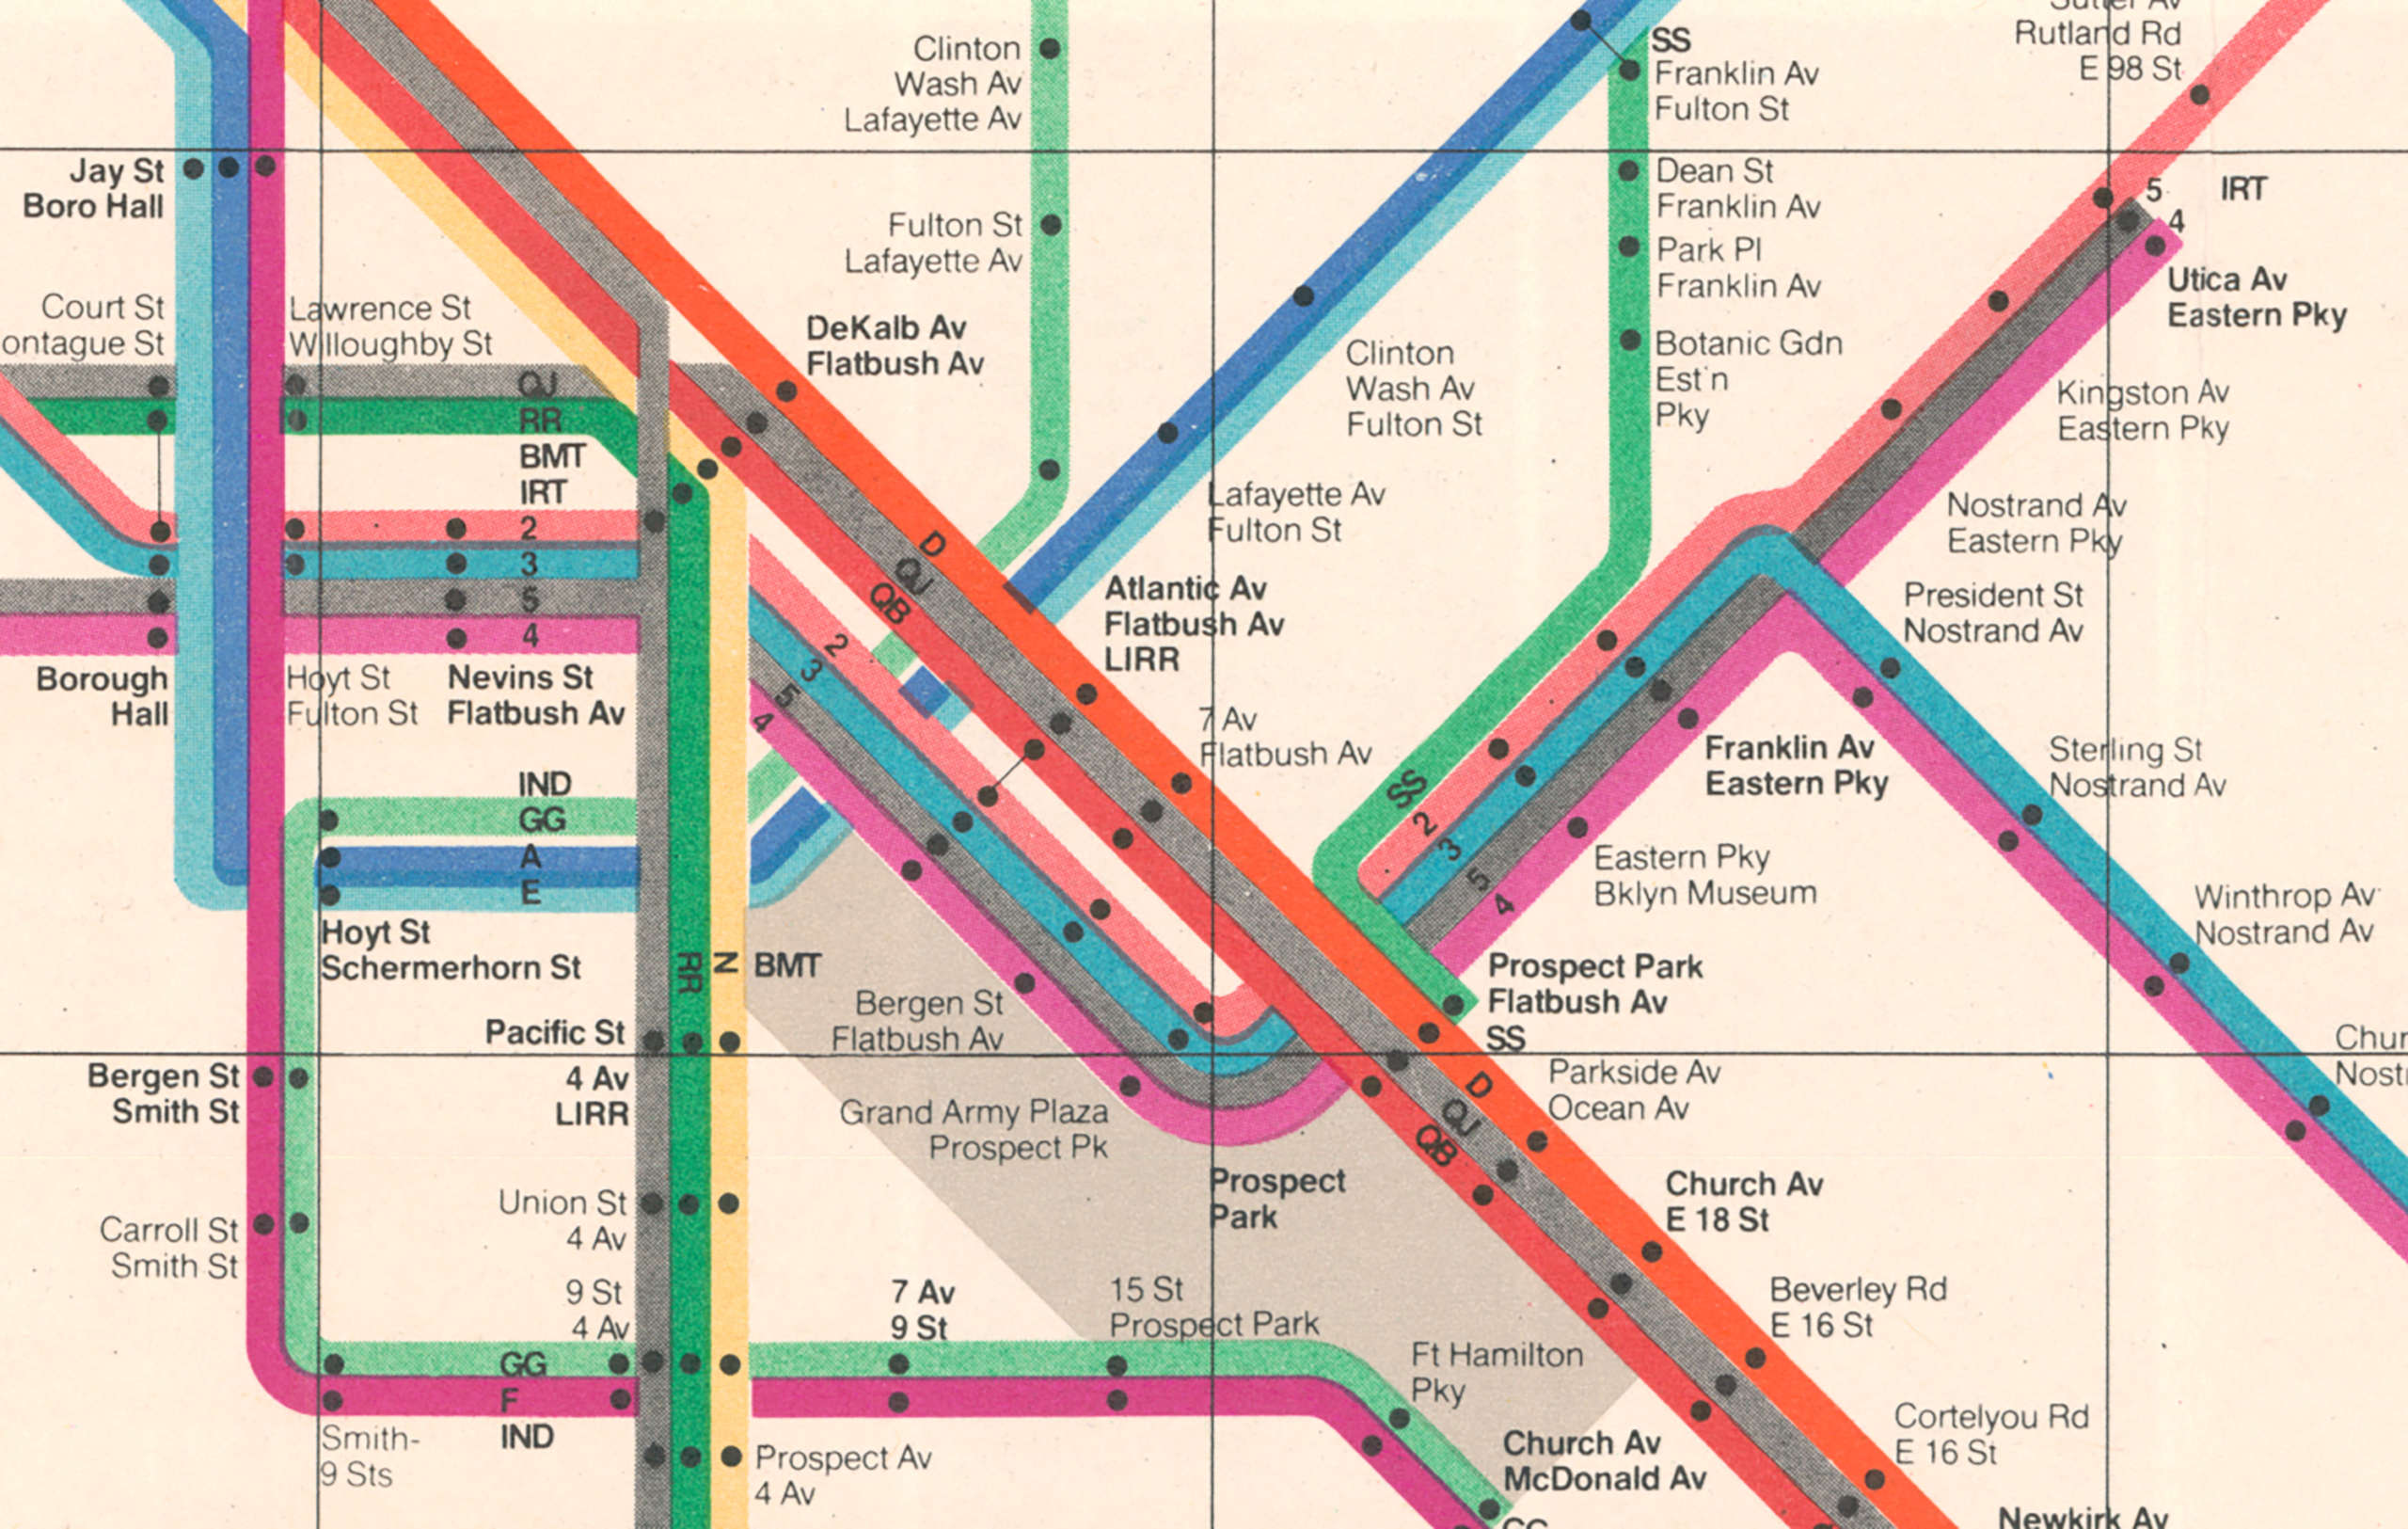 Clinton
Wash Av
Lafayette Av
SS
Franklin Av
Fulton St
Sutter Av
Rutland Rd
E 98 St
Jay St
Boro Hall
Dean St
Franklin Av
5
IRT
4
Fulton St
Lafayette Av
Park Pl
Franklin Av
Utica Av
Eastern Pky
Court St
ontague St
Lawrence St
Willoughby St
DeKalb Av
Flatbush Av
Clinton
Wash Av
Fulton St
Botanic Gdn
Est'n
Pky
QJ
RR
BMT
IRT
2
3
5
4
Kingston Av
Eastern Pky
Lafayette Av
Fulton St
Nostrand Av
Eastern Pky
D
QJ
QB
Atlantic Av
Flatbush Av
LIRR
President St
Nostrand Av
2
3
5
4
Borough
Hall
Hoyt St
Fulton St
Nevins St
Flatbush Av
7 Av
Flatbush Av
Franklin Av
Eastern Pky
Sterling St
Nostrand Av
IND
GG
A
E
SS
2
3
5
4
Eastern Pky
Bklyn Museum
Winthrop Av
Nostrand Av
Hoyt St
Schermerhorn St
RR
N
BMT
Prospect Park
Flatbush Av
SS
Bergen St
Flatbush Av
Pacific St
4 Av
LIRR
Chur
Nost
Bergen St
Smith St
D
QJ
QB
Parkside Av
Ocean Av
Grand Army Plaza
Prospect Pk
Prospect
Park
Church Av
E 18 St
Union St
4 Av
Carroll St
Smith St
9 St
4 Av
7 Av
9 St
15 St
Prospect Park
Beverley Rd
E 16 St
GG
F
IND
Ft Hamilton
Pky
Cortelyou Rd
E 16 St
Smith-
9 Sts
Prospect Av
4 Av
Church Av
McDonald Av
GG
Newkirk Av